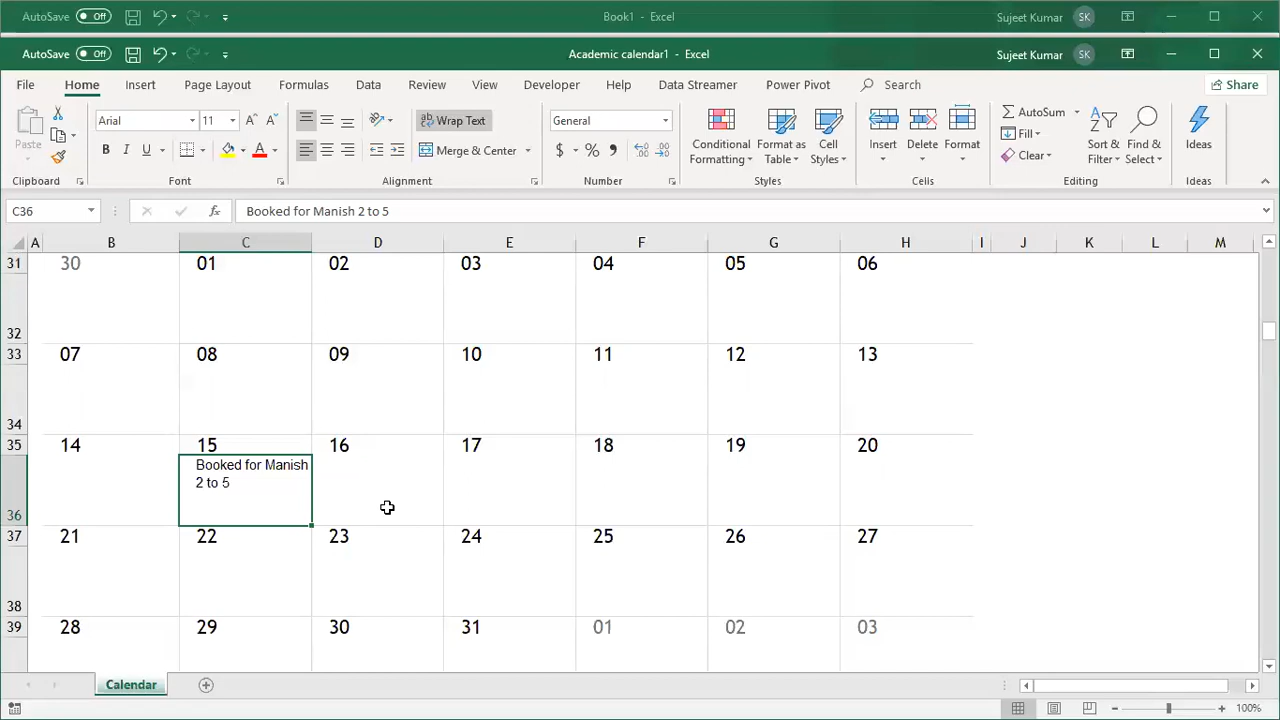 AutoSave Off Book1 - Excel Sujeet Kumar SK
AutoSave Off Academic calendar1 - Excel Sujeet Kumar SK
File Home Insert Page Layout Formulas Data Review View Developer Help Data Streamer Power Pivot Search Share
Paste
Arial 11 A A
B I U A
ab Wrap Text
Merge & Center
General
$ % 9
Conditional Formatting
Format as Table
Cell Styles
Insert Delete Format
AutoSum
Fill
Clear
Sort & Filter
Find & Select
Ideas
Clipboard Font Alignment Number Styles Cells Editing Ideas
C36 fx Booked for Manish 2 to 5
A B C D E F G H I J K L M
31 30 01 02 03 04 05 06
32
33 07 08 09 10 11 12 13
34
35 14 15 16 17 18 19 20
Booked for Manish
2 to 5
36
37 21 22 23 24 25 26 27
38
39 28 29 30 31 01 02 03
Calendar
100%